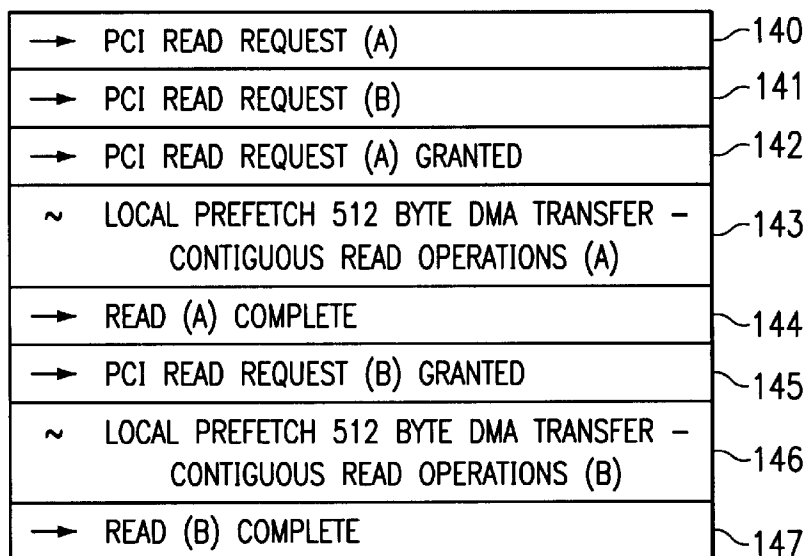 → PCI READ REQUEST (A) 140
→ PCI READ REQUEST (B) 141
→ PCI READ REQUEST (A) GRANTED 142
~ LOCAL PREFETCH 512 BYTE DMA TRANSFER –
CONTIGUOUS READ OPERATIONS (A) 143
→ READ (A) COMPLETE 144
→ PCI READ REQUEST (B) GRANTED 145
~ LOCAL PREFETCH 512 BYTE DMA TRANSFER –
CONTIGUOUS READ OPERATIONS (B) 146
→ READ (B) COMPLETE 147